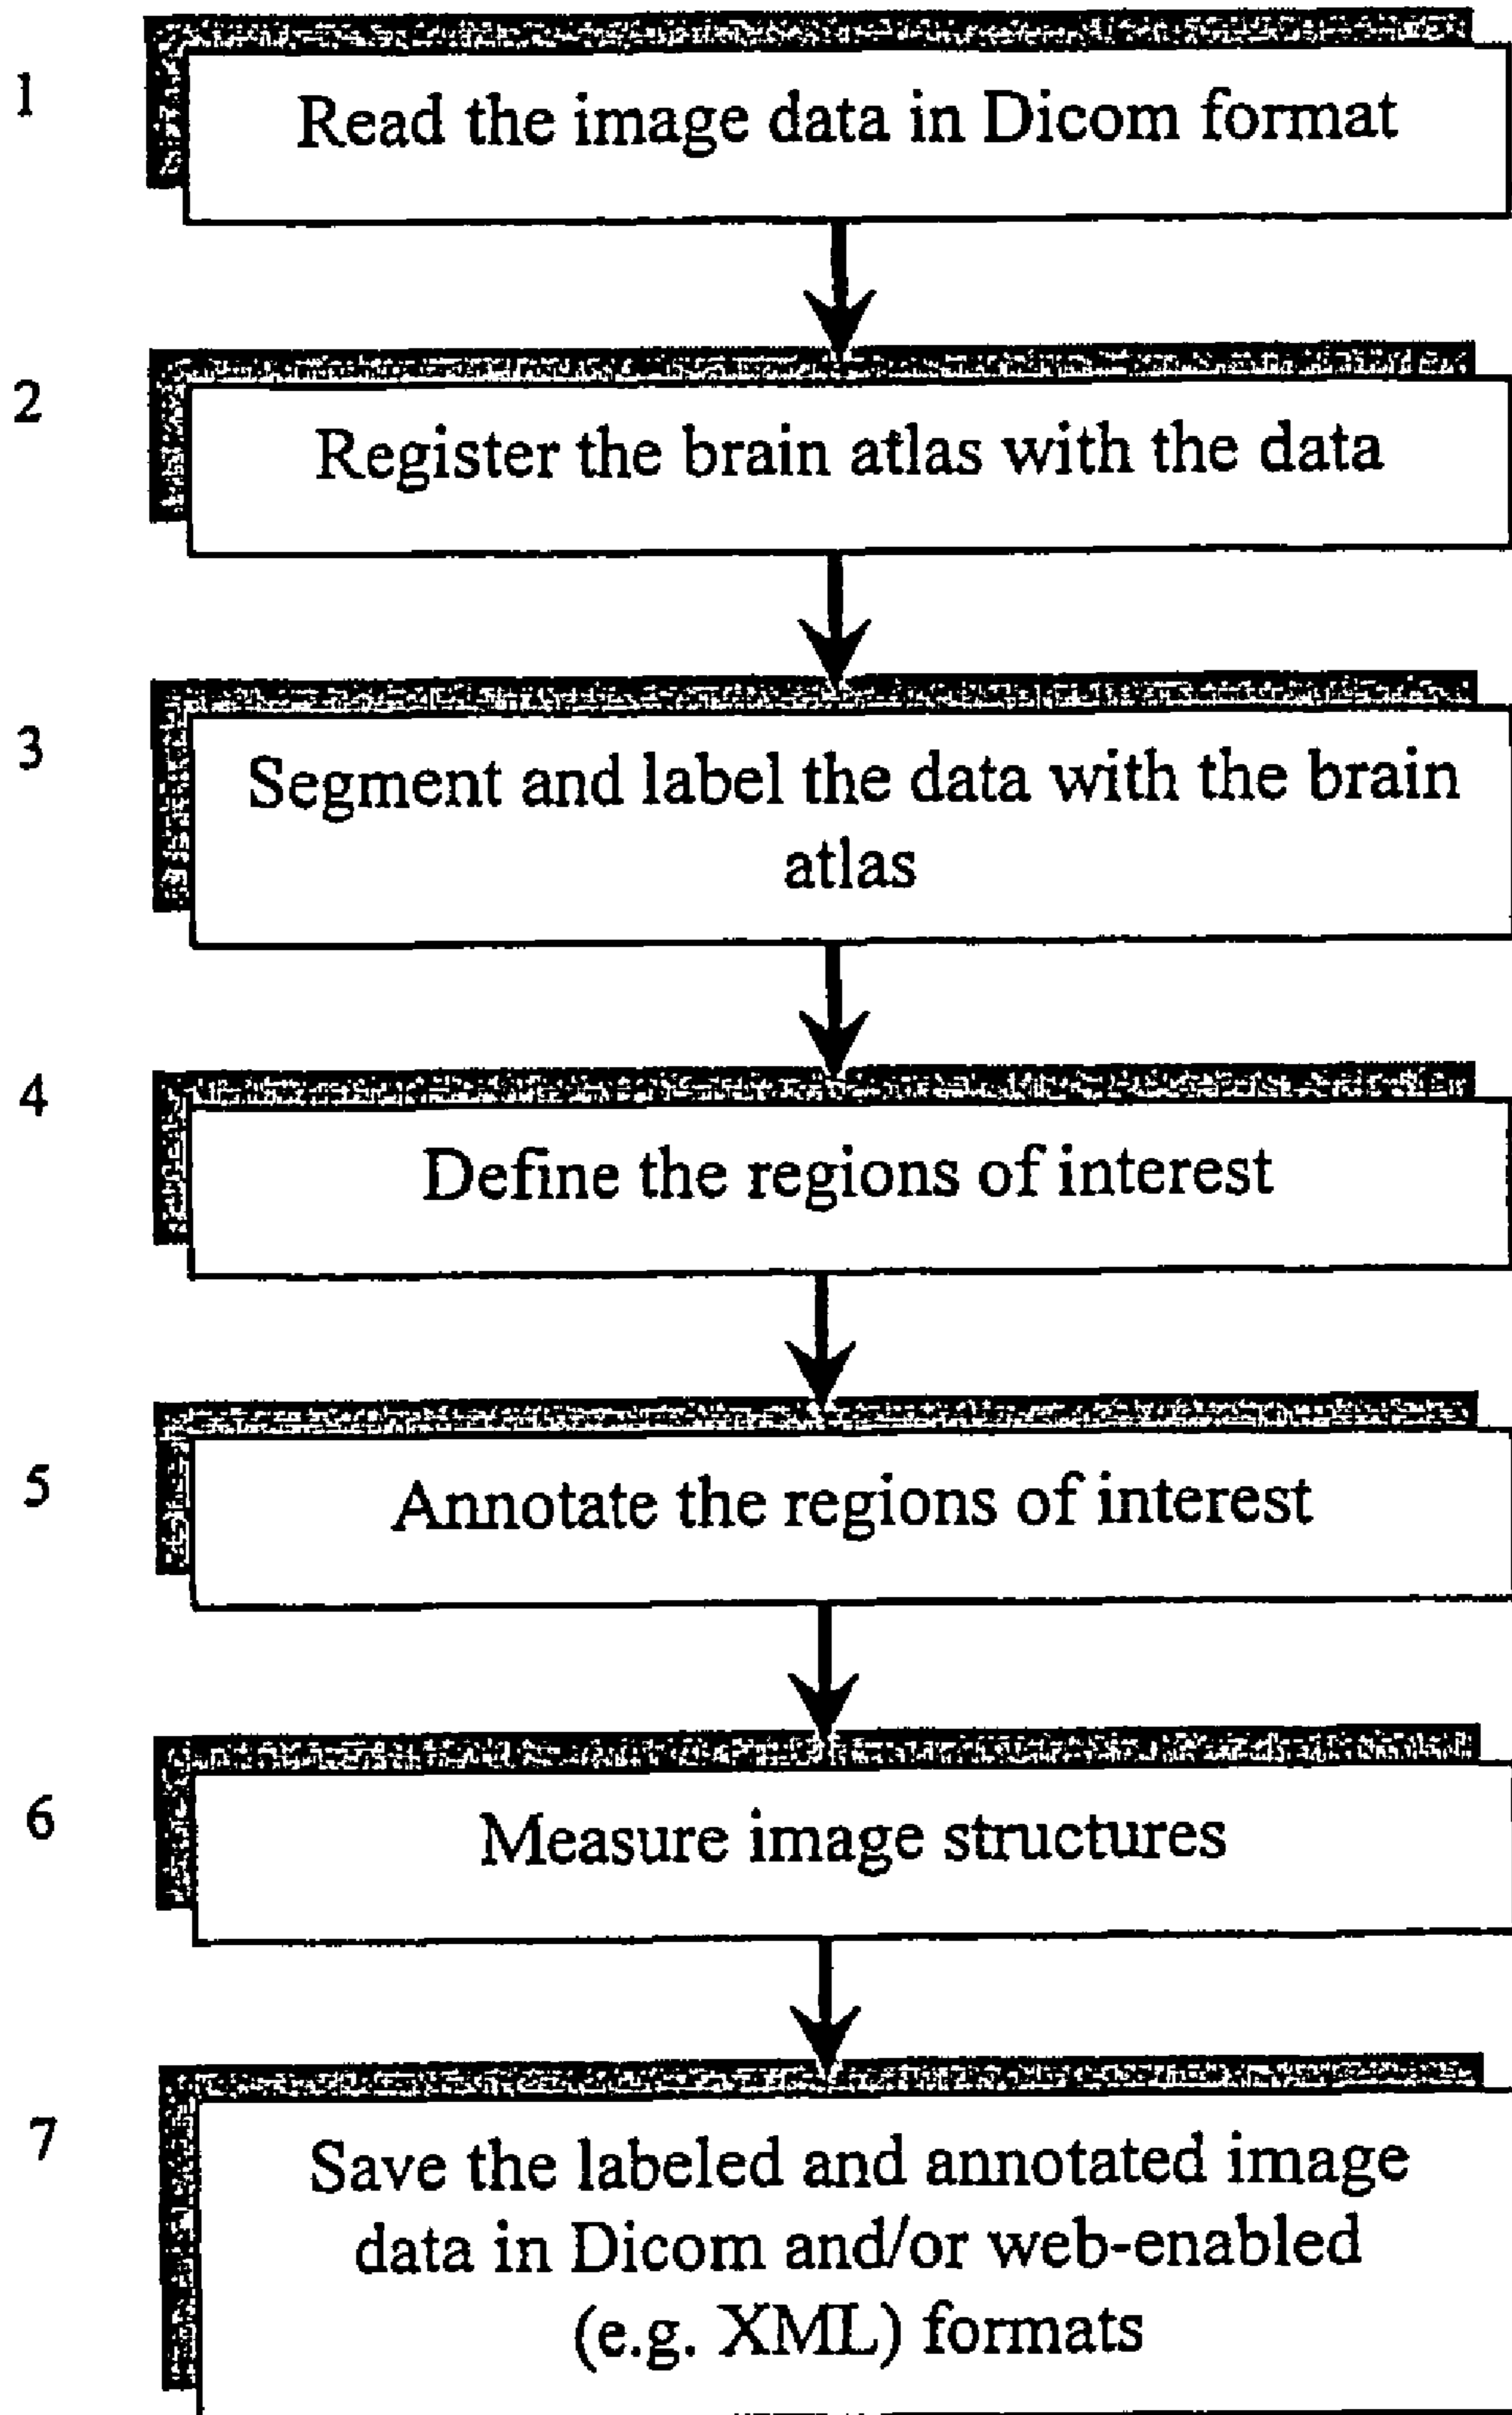 1
Read the image data in Dicom format
2
Register the brain atlas with the data
3
Segment and label the data with the brain
atlas
4
Define the regions of interest
5
Annotate the regions of interest
6
Measure image structures
7
Save the labeled and annotated image
data in Dicom and/or web-enabled
(e.g. XML) formats